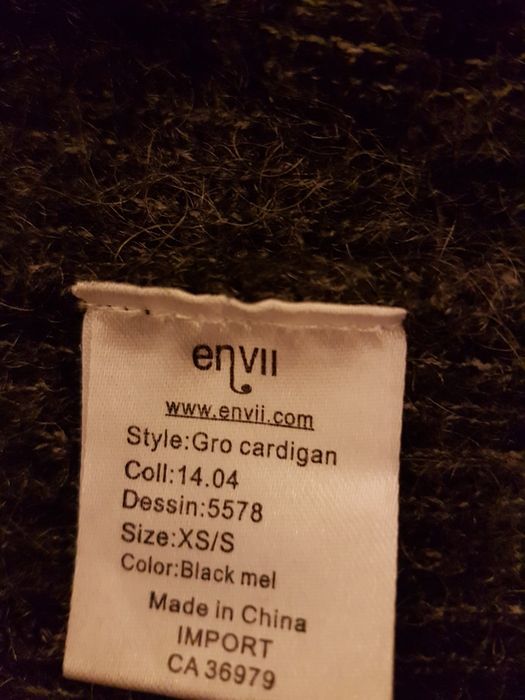 envii
www.envii.com
Style:Gro cardigan
Coll:14.04
Dessin:5578
Size:XS/S
Color:Black mel
Made in China
IMPORT
CA 36979